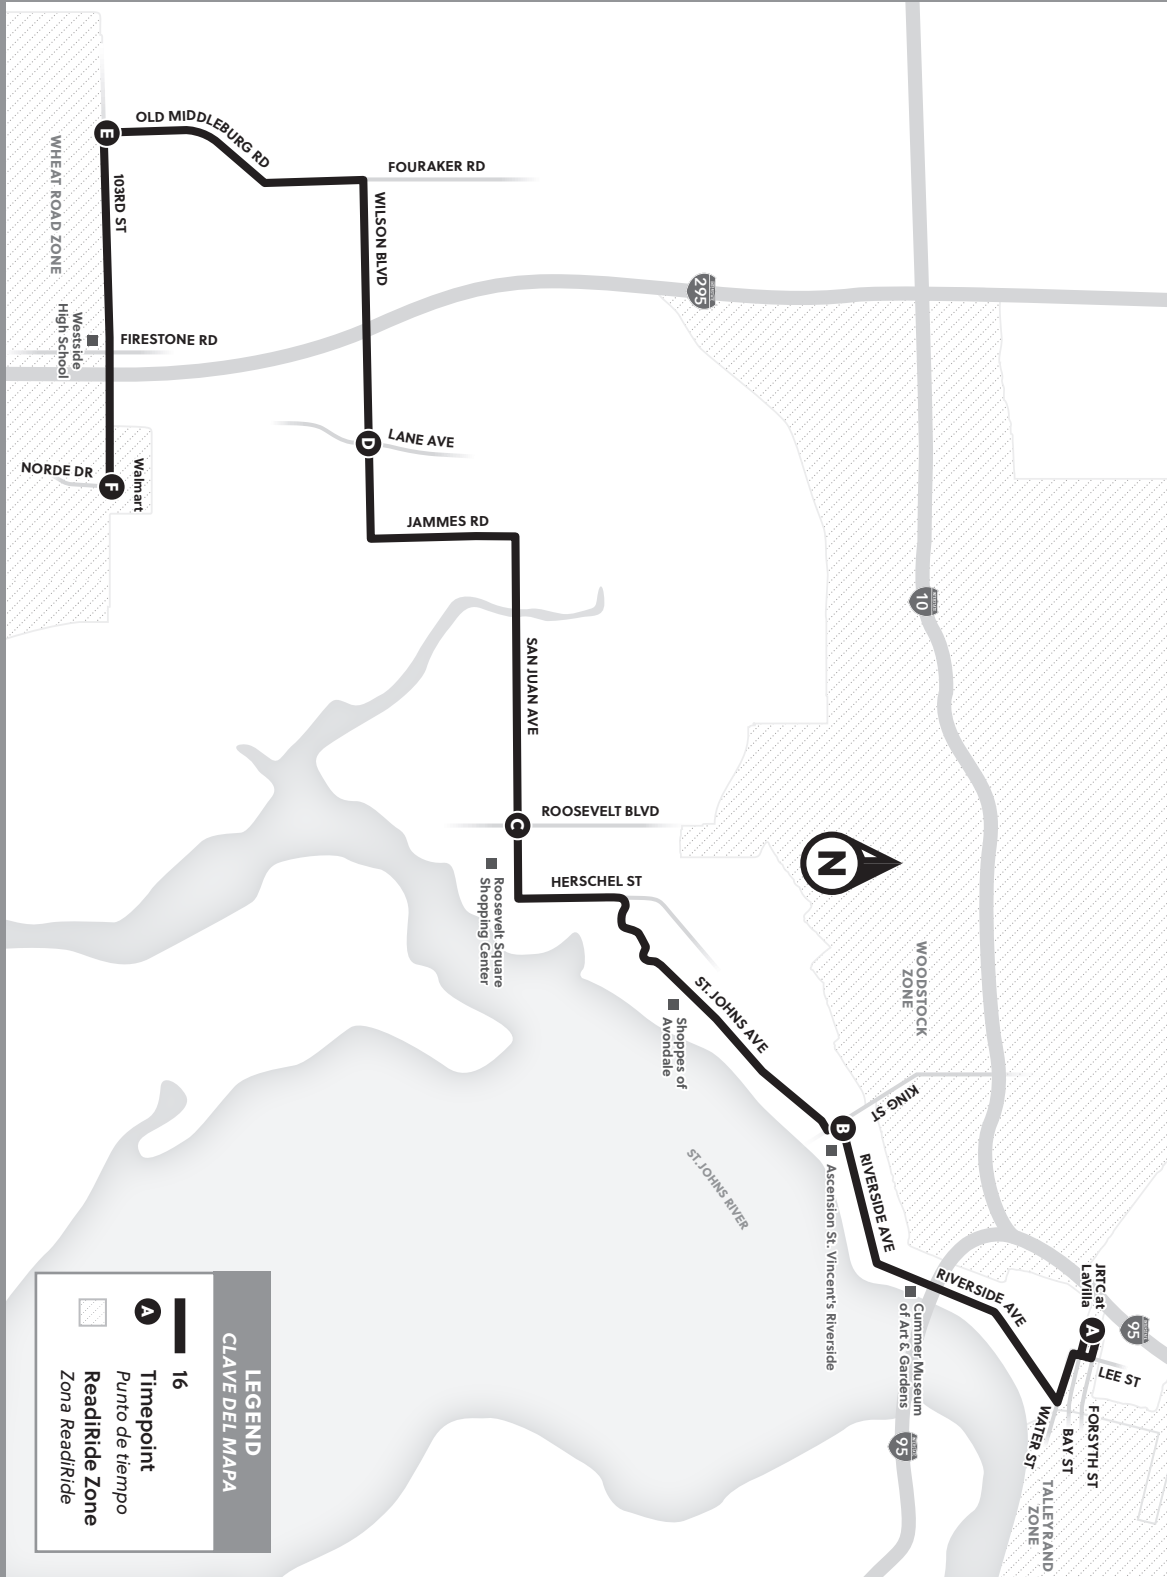 OLD MIDDLEBURG RD
FOURAKER RD
WHEAT ROAD ZONE
E
103RD ST
WILSON BLVD
295
Westside
High School
FIRESTONE RD
D
LANE AVE
NORDE DR
F
Walmart
JAMMES RD
10
SAN JUAN AVE
C
ROOSEVELT BLVD
N
Roosevelt Square
Shopping Center
HERSCHEL ST
WOODSTOCK
ZONE
ST. JOHNS AVE
Shoppes of
Avondale
KING ST
B
ST. JOHNS RIVER
Ascension St. Vincent's Riverside
RIVERSIDE AVE
RIVERSIDE AVE
Cummer Museum
of Art & Gardens
JRTC at
LaVilla
A
95
LEE ST
FORSYTH ST
BAY ST
WATER ST
95
TALLEYRAND
ZONE
LEGEND
CLAVE DEL MAPA
16
A
Timepoint
Punto de tiempo
ReadiRide Zone
Zona ReadiRide